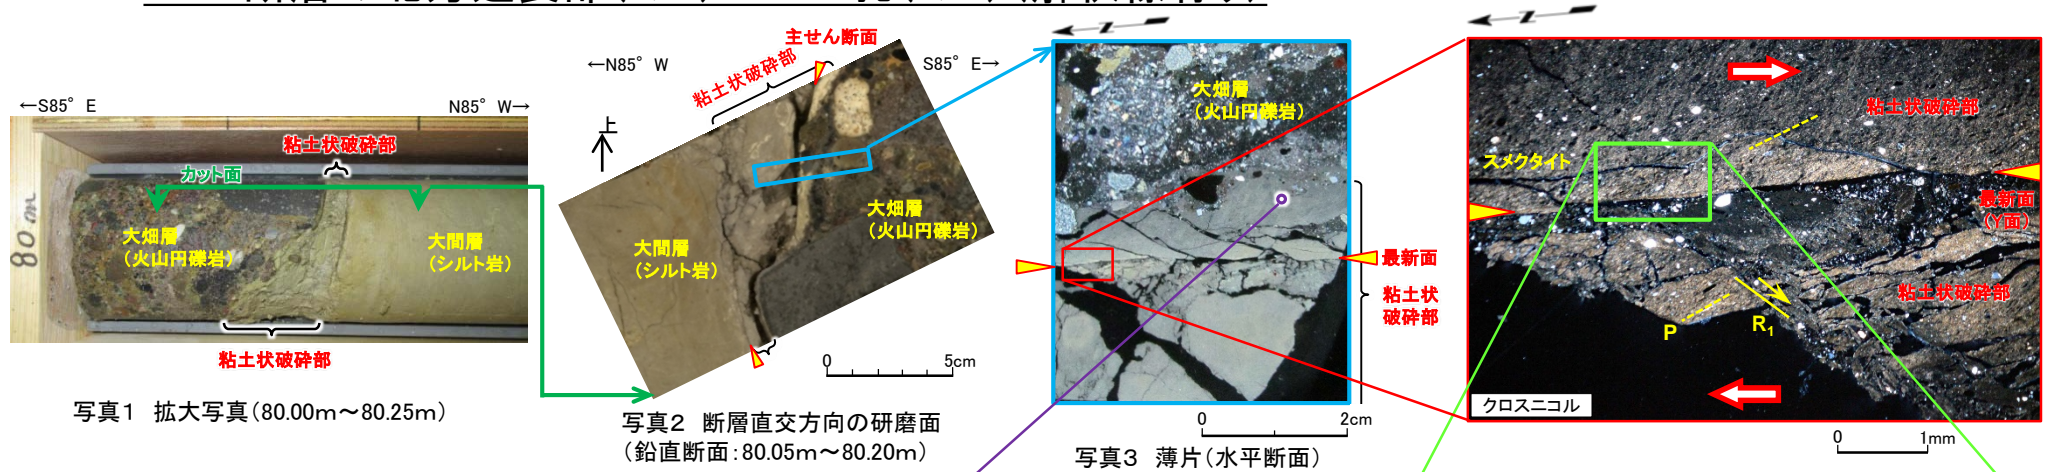 ←S85° E
N85° W→
粘土状破砕部
カット面
大畑層
(火山円礫岩)
大間層
(シルト岩)
80m
粘土状破砕部
写真1 拡大写真(80.00m～80.25m)
主せん断面
←N85° W
S85° E→
粘土状破砕部
上
大間層
(シルト岩)
大畑層
(火山円礫岩)
0
5cm
写真2 断層直交方向の研磨面
(鉛直断面:80.05m～80.20m)
N
大畑層
(火山円礫岩)
最新面
粘土状
破砕部
0
2cm
写真3 薄片(水平断面)
N
粘土状破砕部
スメクタイト
最新面
(Y面)
粘土状破砕部
P
R1
クロスニコル
0
1mm